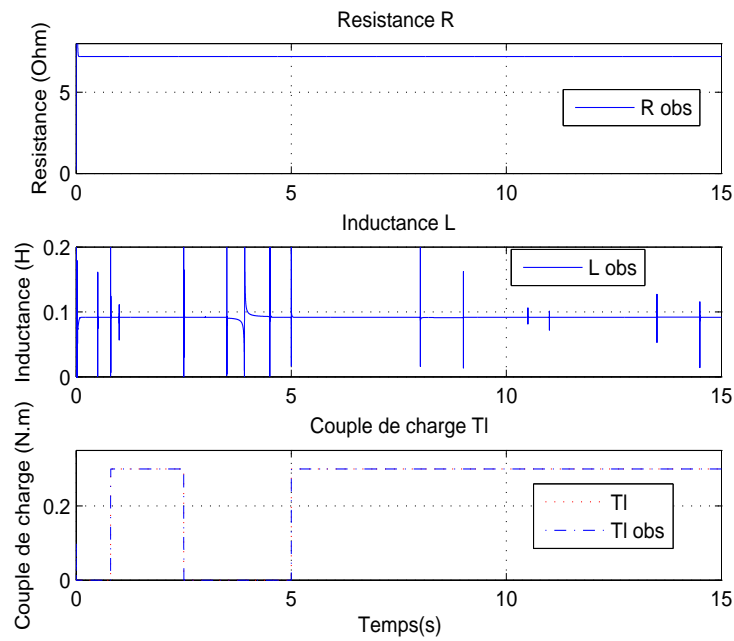 Resistance R
Resistance (Ohm)
5
0
R obs
0 5 10 15
Inductance L
Inductance (H)
0.2
0.1
0
L obs
0 5 10 15
Couple de charge Tl
Couple de charge (N.m)
0.2
0
Tl
Tl obs
0 5 10 15
Temps(s)